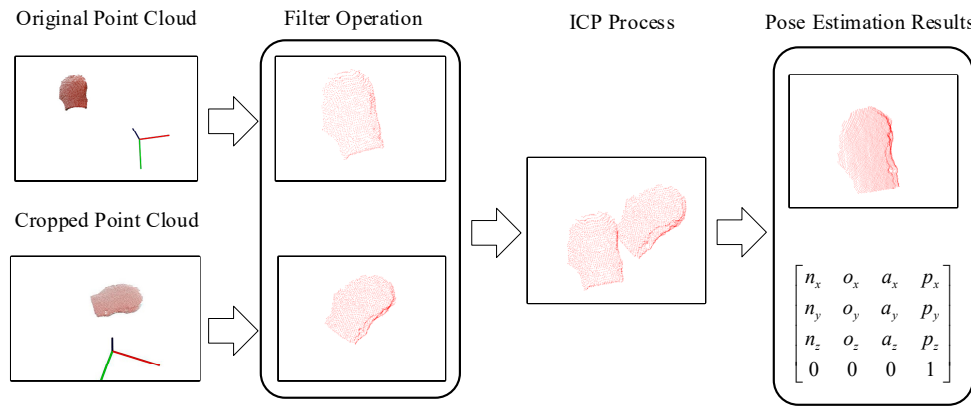 Original Point Cloud
Filter Operation
ICP Process
Pose Estimation Results
Cropped Point Cloud
n_x o_x a_x p_x
n_y o_y a_y p_y
n_z o_z a_z p_z
0 0 0 1